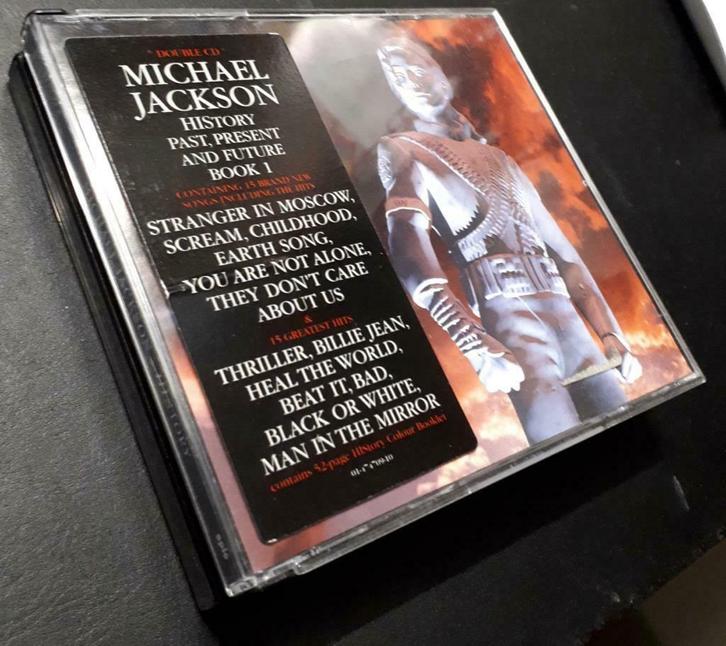 "DOUBLE CD"
MICHAEL
JACKSON
HISTORY
PAST, PRESENT
AND FUTURE
BOOK 1
CONTAINING 15 BRAND NEW
SONGS INCLUDING THE HITS
STRANGER IN MOSCOW,
SCREAM, CHILDHOOD,
EARTH SONG,
YOU ARE NOT ALONE,
THEY DON'T CARE
ABOUT US
&
15 GREATEST HITS
THRILLER, BILLIE JEAN,
HEAL THE WORLD,
BEAT IT, BAD,
BLACK OR WHITE,
MAN IN THE MIRROR
contains 52-page HIStory Colour Booklet
epic